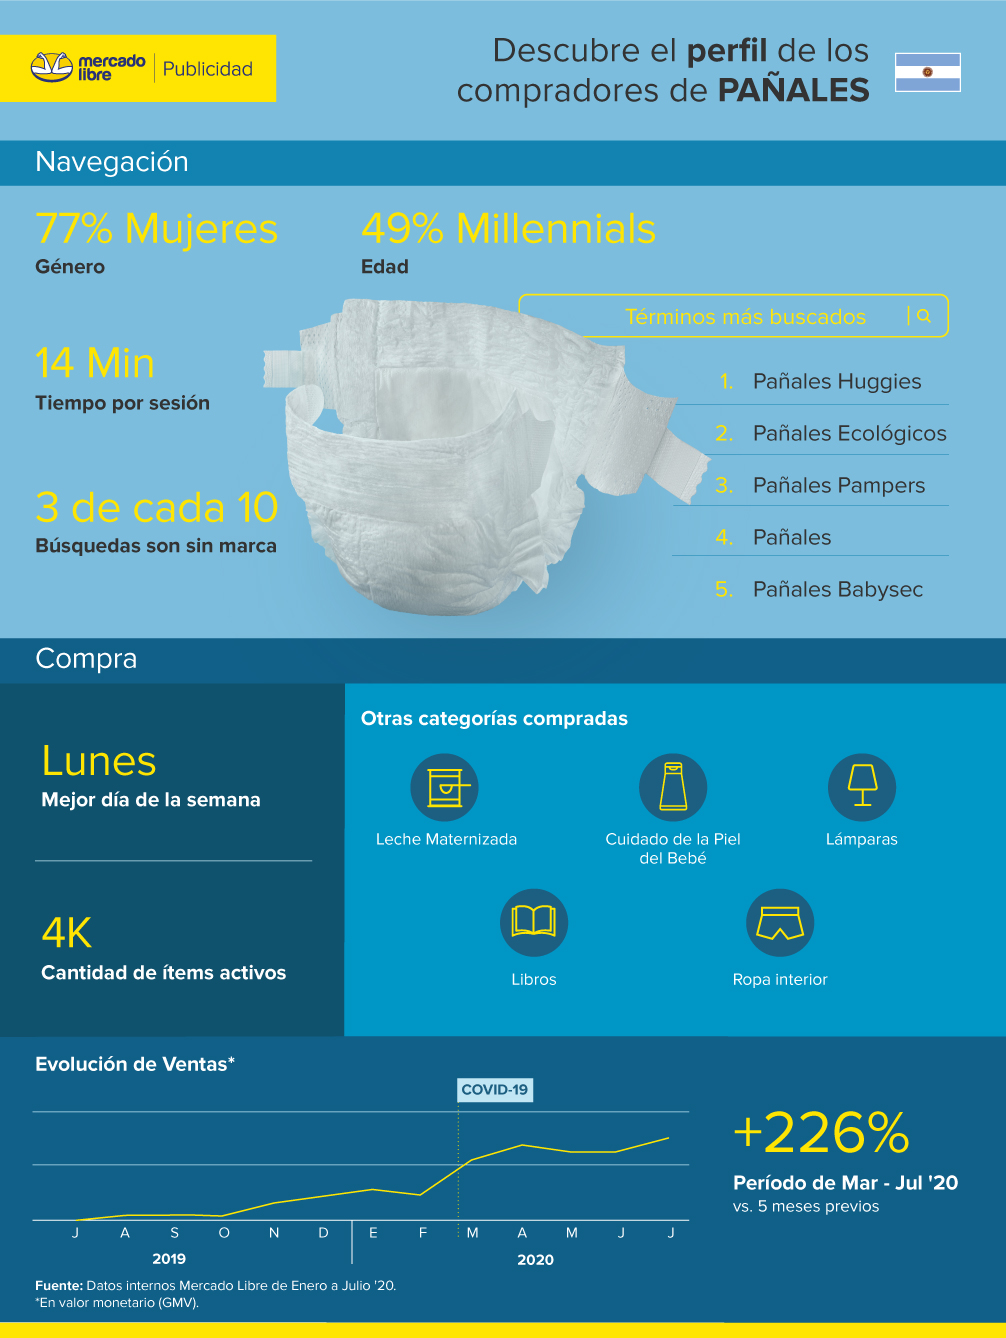 mercado
libre
Publicidad
Descubre el perfil de los
compradores de PAÑALES
Navegación
77% Mujeres
Género
49% Millennials
Edad
14 Min
Tiempo por sesión
3 de cada 10
Búsquedas son sin marca
Términos más buscados
1. Pañales Huggies
2. Pañales Ecológicos
3. Pañales Pampers
4. Pañales
5. Pañales Babysec
Compra
Lunes
Mejor día de la semana
4K
Cantidad de ítems activos
Otras categorías compradas
Leche Maternizada
Cuidado de la Piel
del Bebé
Lámparas
Libros
Ropa interior
Evolución de Ventas*
COVID-19
J A S O N D E F M A M J J
2019 2020
+226%
Período de Mar - Jul '20
vs. 5 meses previos
Fuente: Datos internos Mercado Libre de Enero a Julio '20.
*En valor monetario (GMV).